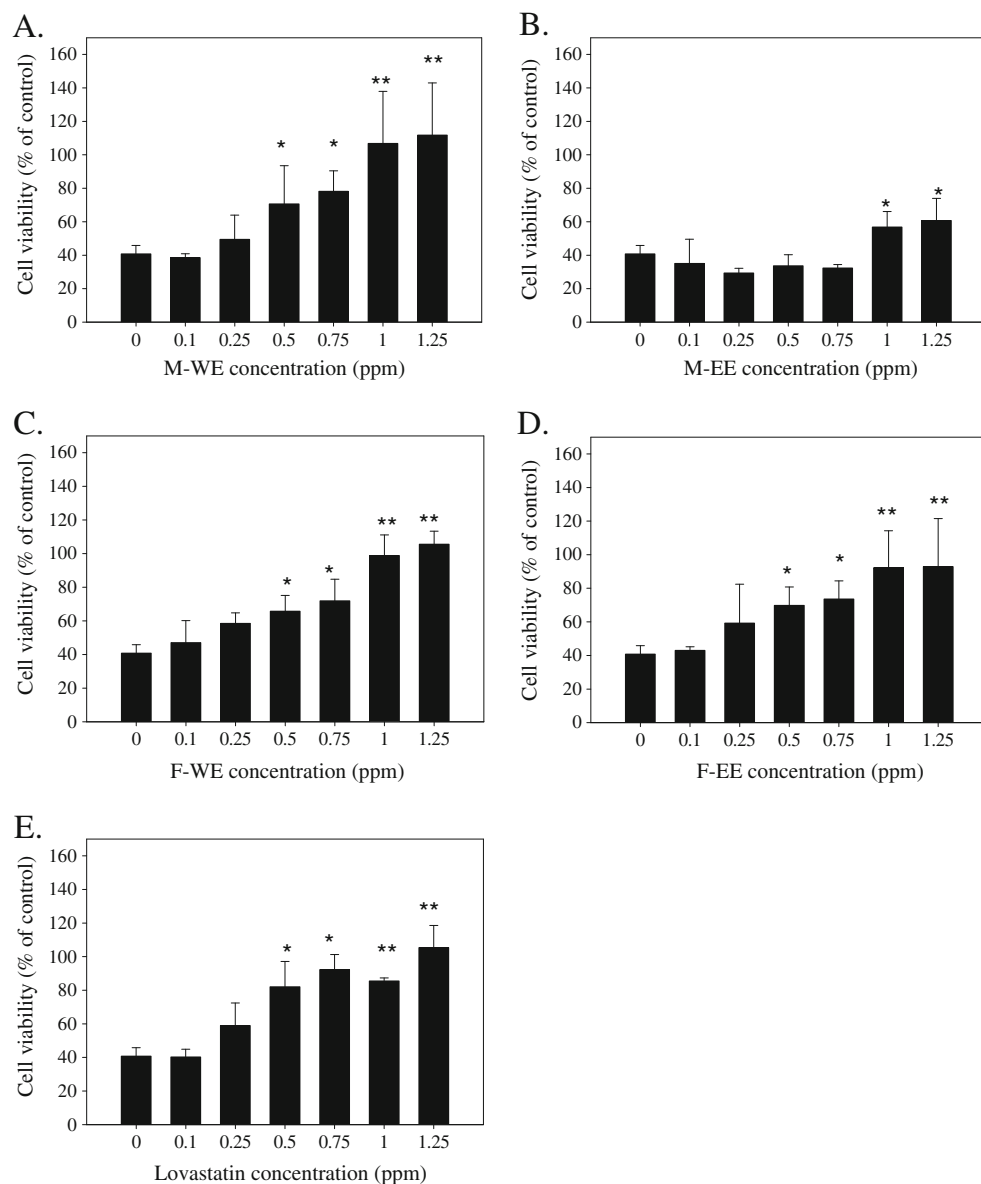 A.
160
140
120
100
80
60
40
20
0
Cell viability (% of control)
* * ** **
0 0.1 0.25 0.5 0.75 1 1.25
M-WE concentration (ppm)
B.
160
140
120
100
80
60
40
20
0
Cell viability (% of control)
* *
0 0.1 0.25 0.5 0.75 1 1.25
M-EE concentration (ppm)
C.
160
140
120
100
80
60
40
20
0
Cell viability (% of control)
* * ** **
0 0.1 0.25 0.5 0.75 1 1.25
F-WE concentration (ppm)
D.
160
140
120
100
80
60
40
20
0
Cell viability (% of control)
* * ** **
0 0.1 0.25 0.5 0.75 1 1.25
F-EE concentration (ppm)
E.
160
140
120
100
80
60
40
20
0
Cell viability (% of control)
* * ** **
0 0.1 0.25 0.5 0.75 1 1.25
Lovastatin concentration (ppm)